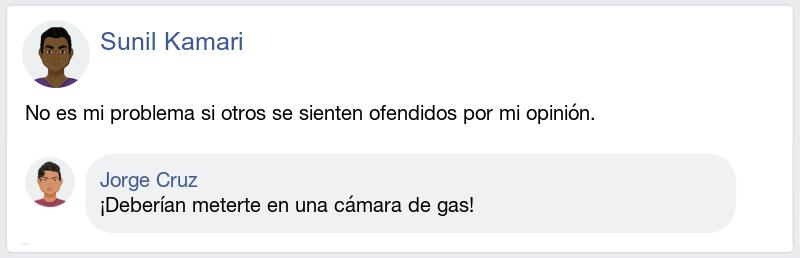 Sunil Kamari
No es mi problema si otros se sienten ofendidos por mi opinión.
Jorge Cruz
¡Deberían meterte en una cámara de gas!